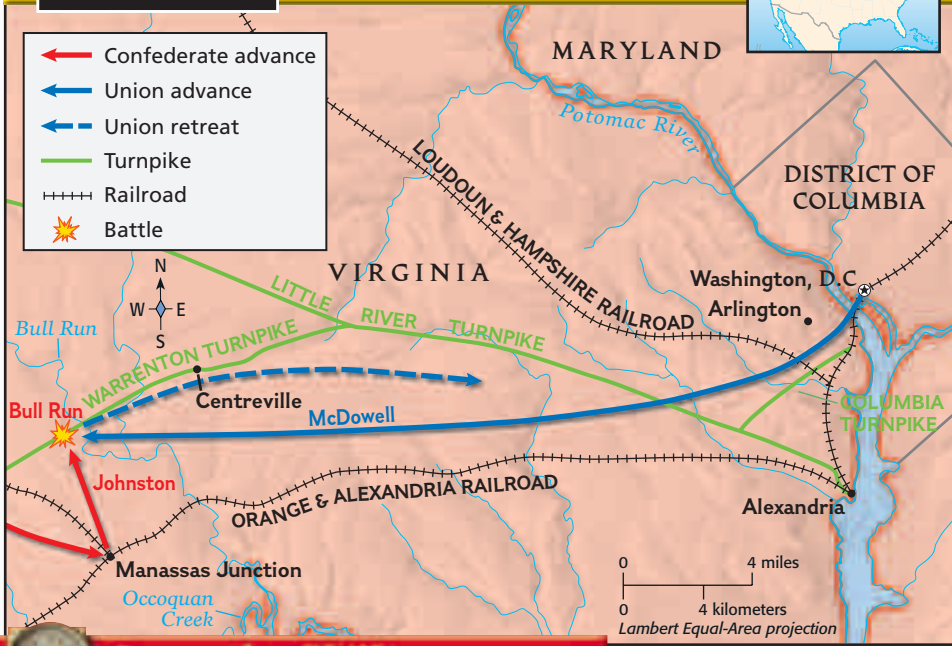 Confederate advance
Union advance
Union retreat
Turnpike
Railroad
Battle
MARYLAND
Potomac River
DISTRICT OF
COLUMBIA
LOUDOUN & HAMPSHIRE RAILROAD
VIRGINIA
N
W E
S
Washington, D.C
Arlington
LITTLE RIVER TURNPIKE
Bull Run
WARRENTON TURNPIKE
Centreville
Bull Run
McDowell
COLUMBIA
TURNPIKE
Johnston
ORANGE & ALEXANDRIA RAILROAD
Alexandria
Manassas Junction
Occoquan
Creek
0 4 miles
0 4 kilometers
Lambert Equal-Area projection